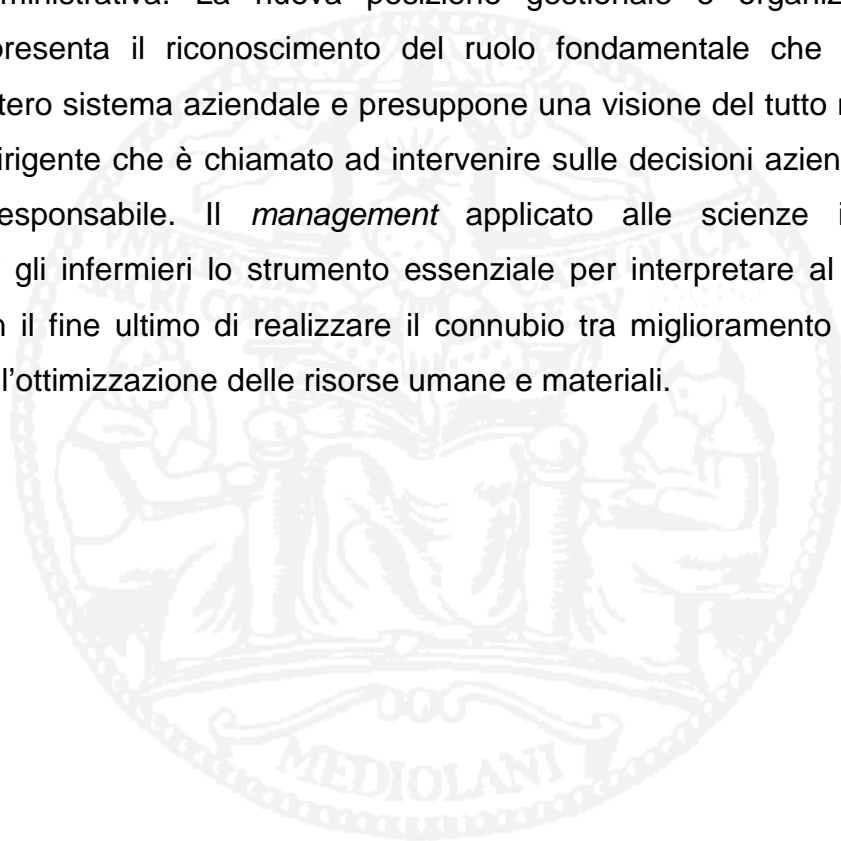 ministrativa. La nuova posizione gestionale e organiz
presenta il riconoscimento del ruolo fondamentale che
tero sistema aziendale e presuppone una visione del tutto
irigente che è chiamato ad intervenire sulle decisioni azien
esponsabile. Il management applicato alle scienze i
gli infermieri lo strumento essenziale per interpretare al
il fine ultimo di realizzare il connubio tra miglioramento
l’ottimizzazione delle risorse umane e materiali.
MEDIOLANI